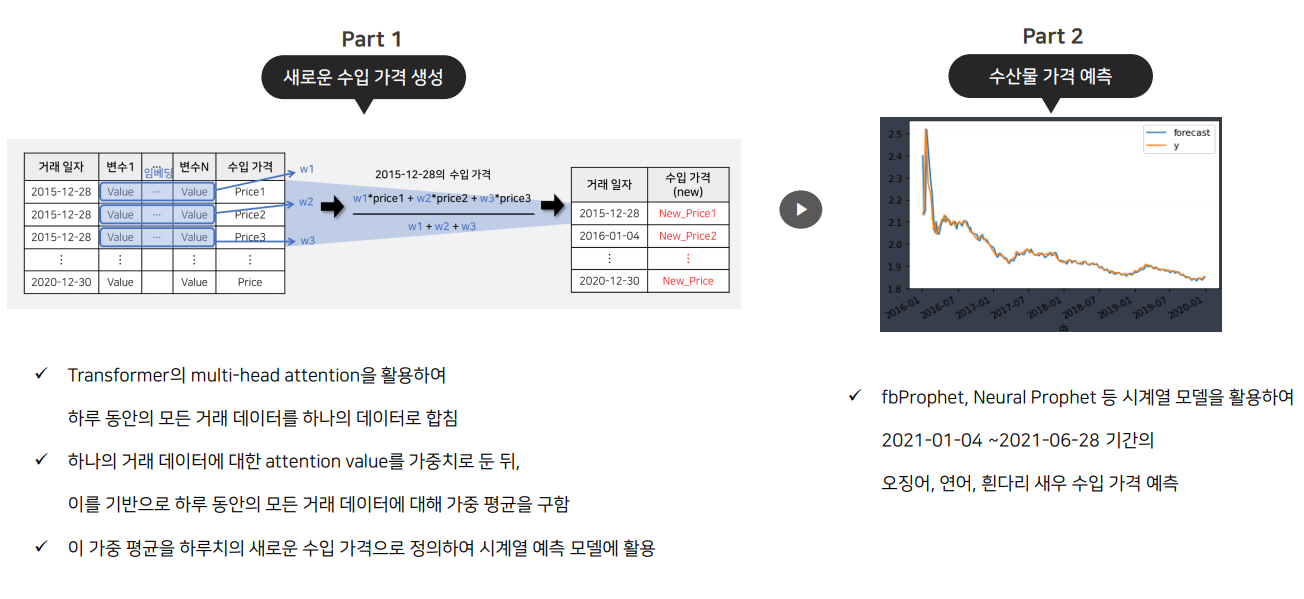 Part 1
새로운 수입 가격 생성
거래 일자 변수1 ... 변수N 수입 가격
임베딩
2015-12-28 Value ... Value Price1
2015-12-28 Value ... Value Price2
2015-12-28 Value ... Value Price3
⋮ ⋮ ⋮ ⋮
2020-12-30 Value Value Price
w1
w2
w3
2015-12-28의 수입 가격
w1*price1 + w2*price2 + w3*price3
w1 + w2 + w3
거래 일자 수입 가격
(new)
2015-12-28 New_Price1
2016-01-04 New_Price2
⋮ ⋮
2020-12-30 New_Price
✓ Transformer의 multi-head attention을 활용하여
하루 동안의 모든 거래 데이터를 하나의 데이터로 합침
✓ 하나의 거래 데이터에 대한 attention value를 가중치로 둔 뒤,
이를 기반으로 하루 동안의 모든 거래 데이터에 대해 가중 평균을 구함
✓ 이 가중 평균을 하루치의 새로운 수입 가격으로 정의하여 시계열 예측 모델에 활용
Part 2
수산물 가격 예측
forecast
y
2.5
2.4
2.3
2.2
2.1
2.0
1.9
1.8
2016-01 2016-07 2017-01 2017-07 2018-01 2018-07 2019-01 2019-07 2020-01
ds
✓ fbProphet, Neural Prophet 등 시계열 모델을 활용하여
2021-01-04 ~2021-06-28 기간의
오징어, 연어, 흰다리 새우 수입 가격 예측